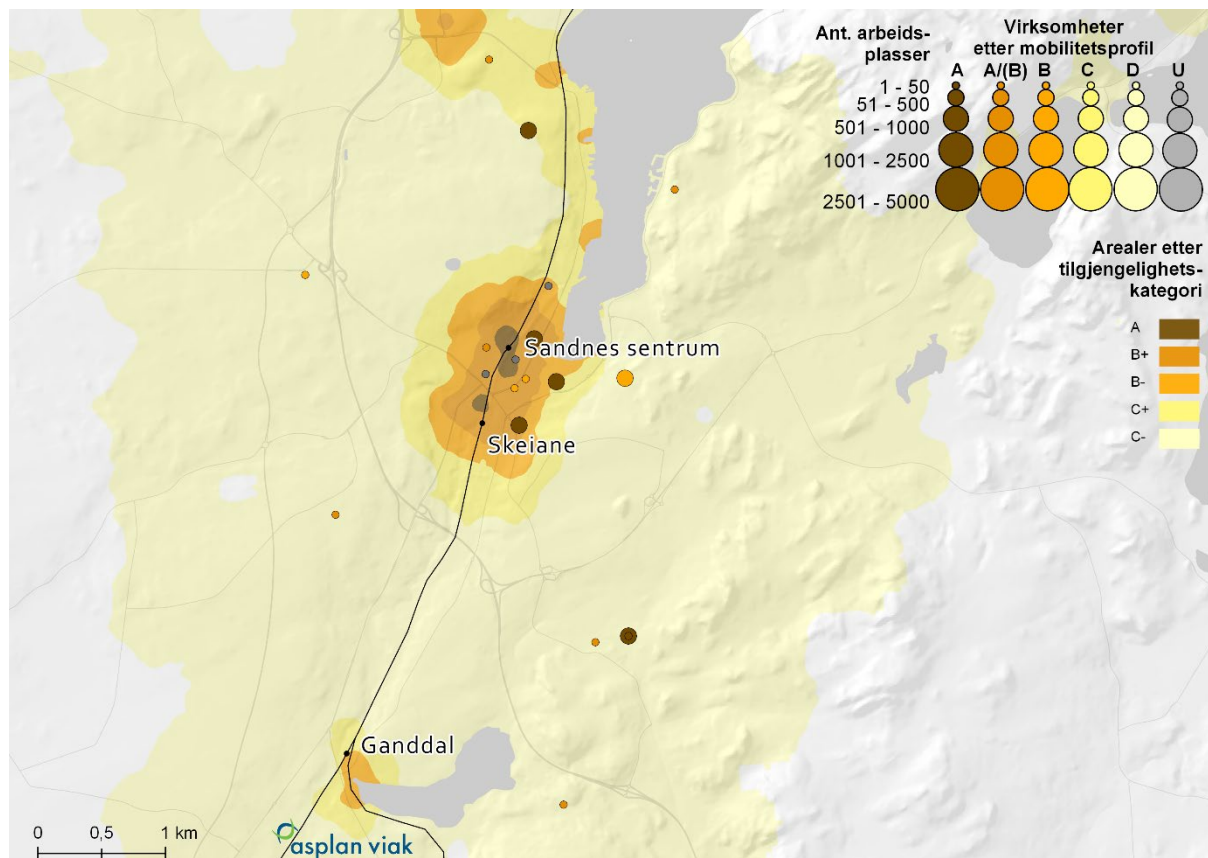 Ant. arbeids-
plasser
Virksomheter
etter mobilitetsprofil
A A/(B) B C D U
1 - 50
51 - 500
501 - 1000
1001 - 2500
2501 - 5000
Arealer etter
tilgjengelighets-
kategori
A
B+
B-
C+
C-
Sandnes sentrum
Skeiane
Ganddal
0 0,5 1 km
asplan viak